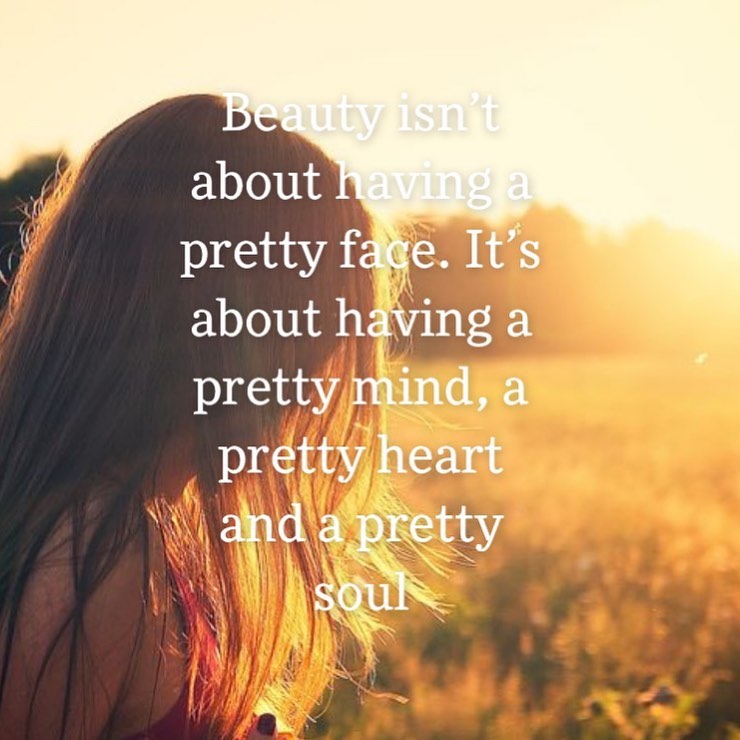 Beauty isn’t
about having a
pretty face. It’s
about having a
pretty mind, a
pretty heart
and a pretty
soul